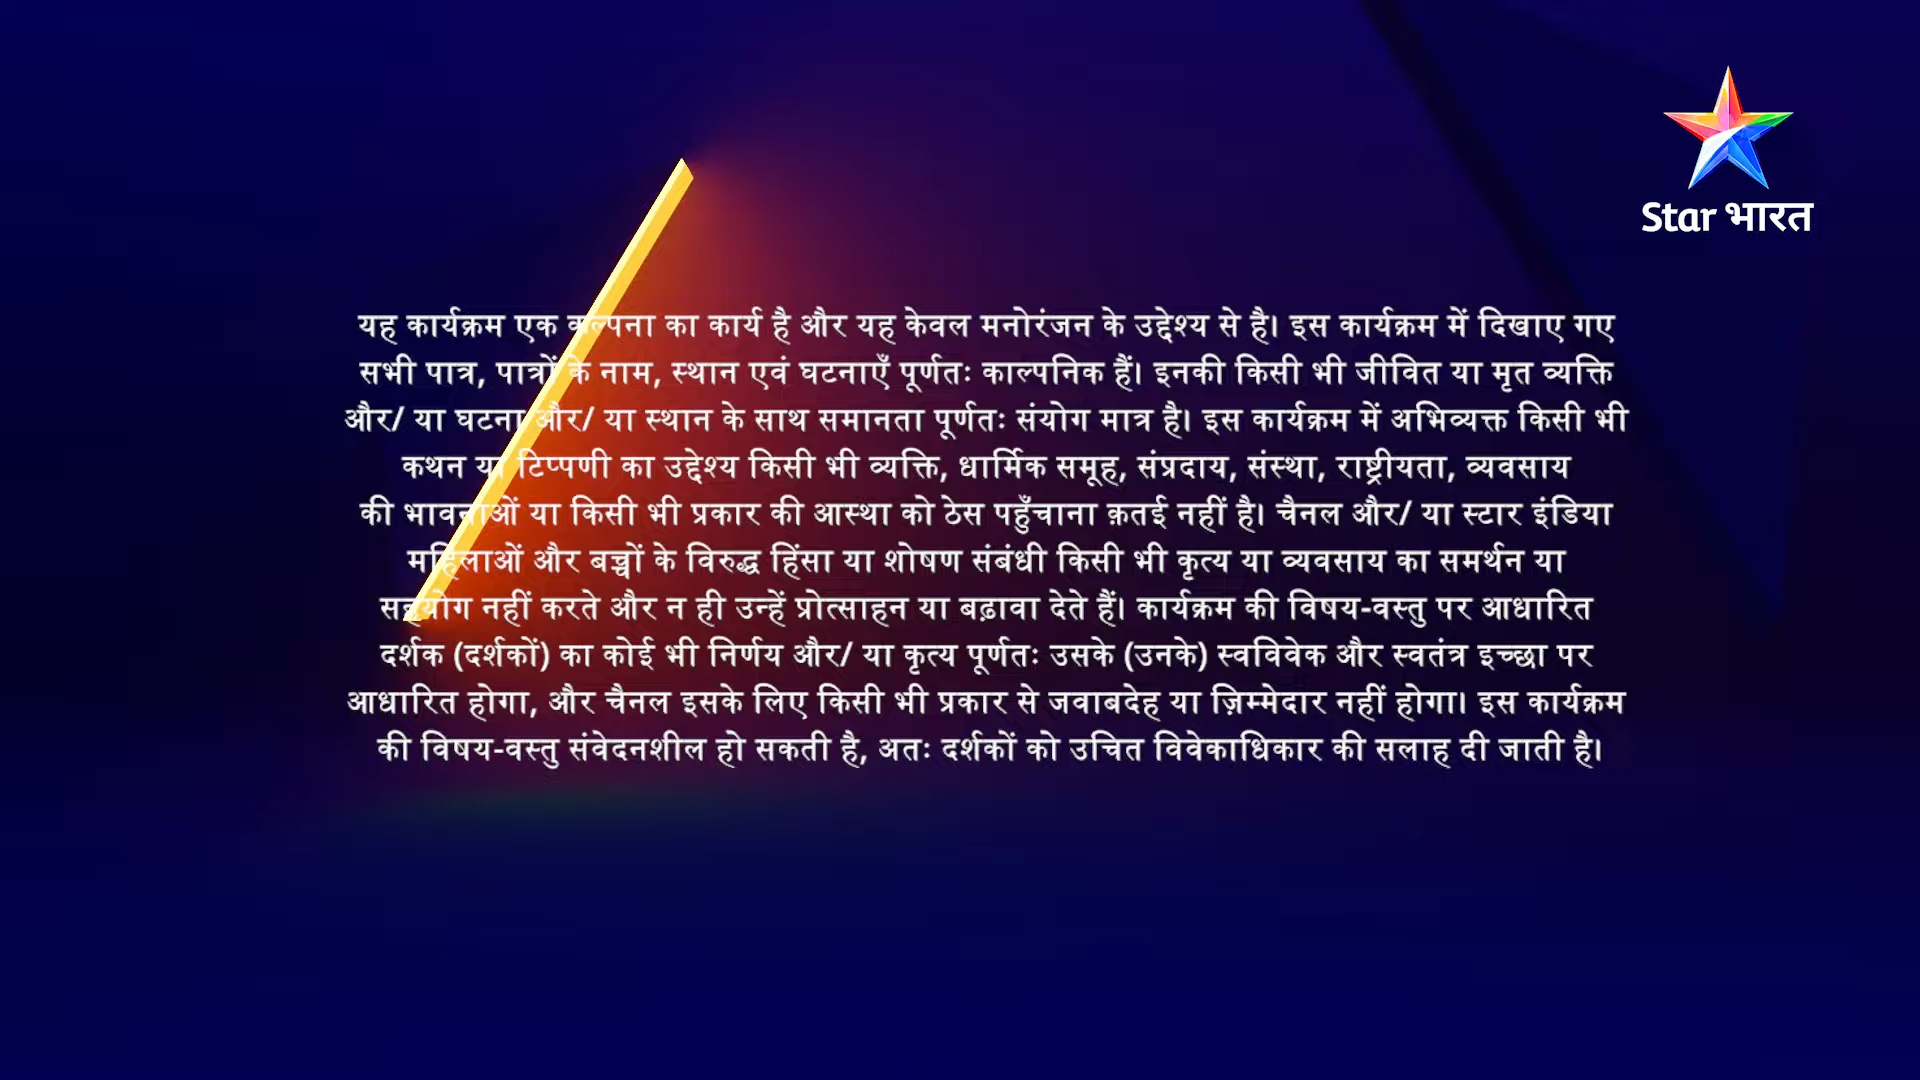 Star भारत
यह कार्यक्रम एक कल्पना का कार्य है और यह केवल मनोरंजन के उद्देश्य से है। इस कार्यक्रम में दिखाए गए
सभी पात्र, पात्रों के नाम, स्थान एवं घटनाएँ पूर्णतः काल्पनिक हैं। इनकी किसी भी जीवित या मृत व्यक्ति
और/ या घटना और/ या स्थान के साथ समानता पूर्णतः संयोग मात्र है। इस कार्यक्रम में अभिव्यक्त किसी भी
कथन या टिप्पणी का उद्देश्य किसी भी व्यक्ति, धार्मिक समूह, संप्रदाय, संस्था, राष्ट्रीयता, व्यवसाय
की भावनाओं या किसी भी प्रकार की आस्था को ठेस पहुँचाना क़तई नहीं है। चैनल और/ या स्टार इंडिया
महिलाओं और बच्चों के विरुद्ध हिंसा या शोषण संबंधी किसी भी कृत्य या व्यवसाय का समर्थन या
सहयोग नहीं करते और न ही उन्हें प्रोत्साहन या बढ़ावा देते हैं। कार्यक्रम की विषय-वस्तु पर आधारित
दर्शक (दर्शकों) का कोई भी निर्णय और/ या कृत्य पूर्णतः उसके (उनके) स्वविवेक और स्वतंत्र इच्छा पर
आधारित होगा, और चैनल इसके लिए किसी भी प्रकार से जवाबदेह या ज़िम्मेदार नहीं होगा। इस कार्यक्रम
की विषय-वस्तु संवेदनशील हो सकती है, अतः दर्शकों को उचित विवेकाधिकार की सलाह दी जाती है।